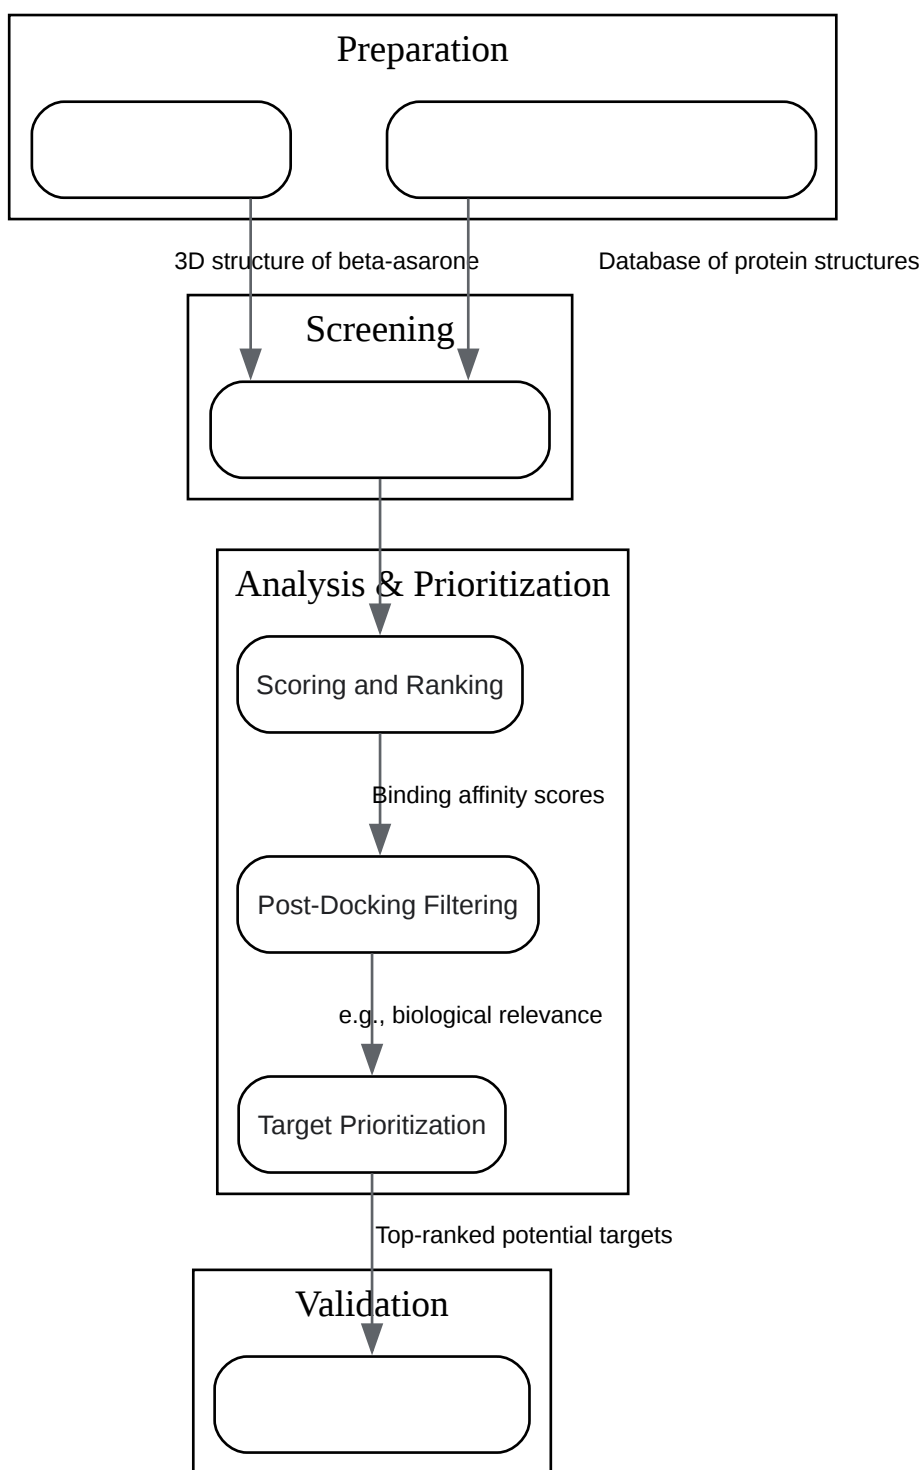 Preparation
3D structure of beta-asarone
Database of protein structures
Screening
Analysis & Prioritization
Scoring and Ranking
Binding affinity scores
Post-Docking Filtering
e.g., biological relevance
Target Prioritization
Top-ranked potential targets
Validation